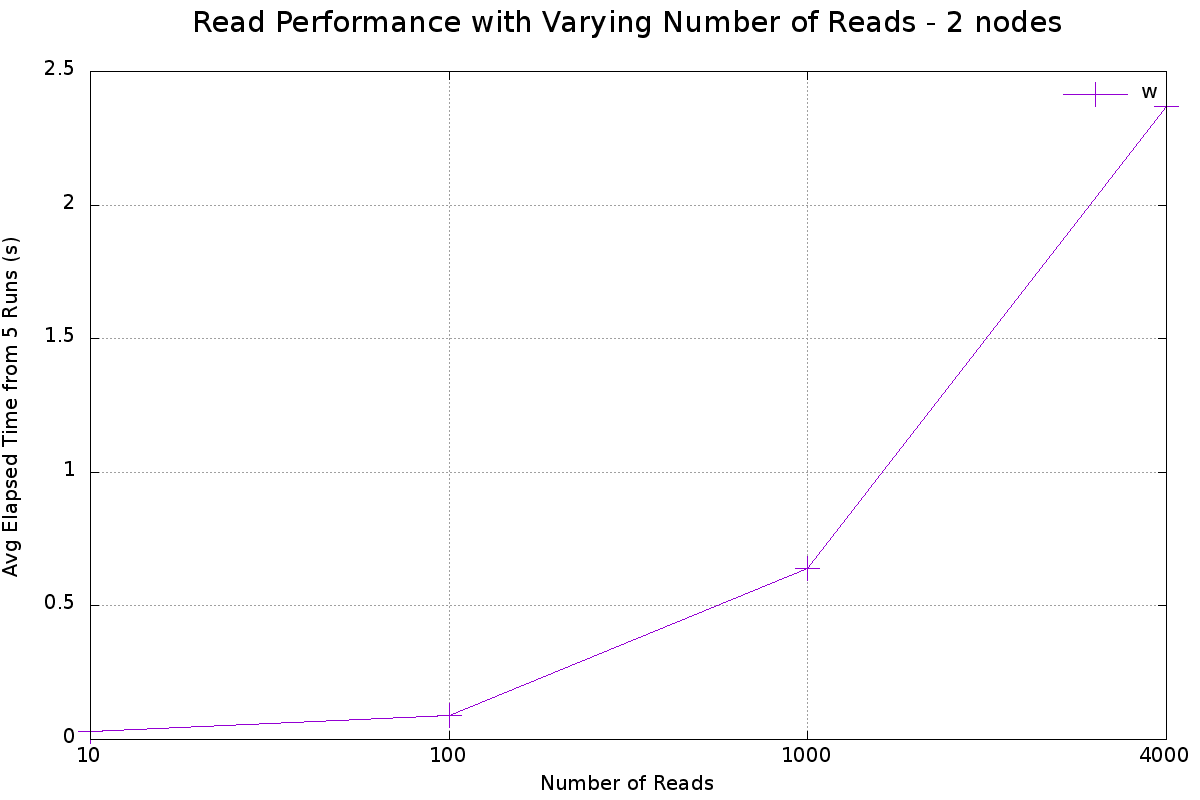 Read Performance with Varying Number of Reads - 2 nodes
w
2.5
2
1.5
1
0.5
0
Avg Elapsed Time from 5 Runs (s)
10 100 1000 4000
Number of Reads